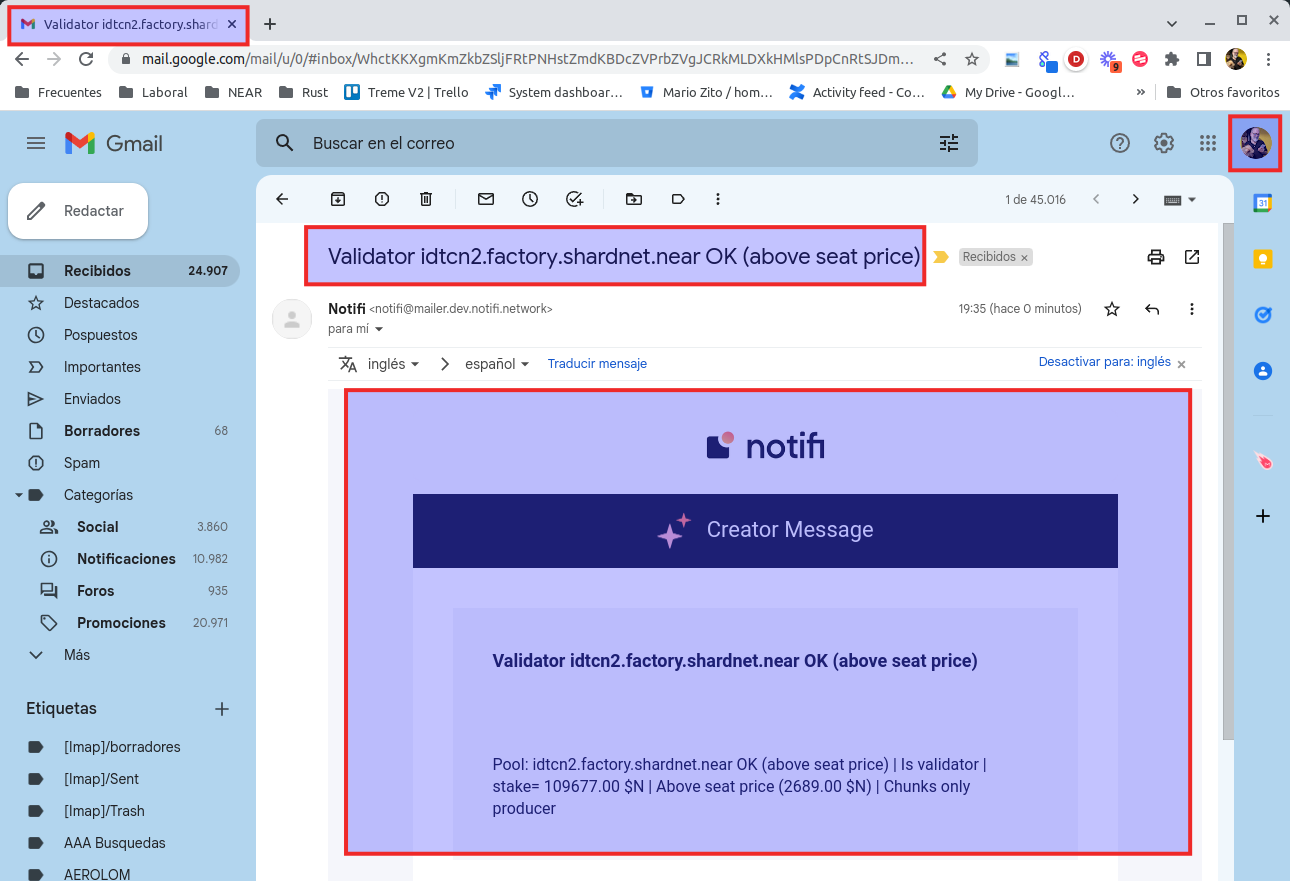 Validator idtcn2.factory.shard
mail.google.com/mail/u/0/#inbox/WhctKKXgmKmZkbZSljFRtPNHstZmdKBDcZVPrbZVgJCRkMLDXkHMlsPDpCnRtSJDm...
D
9
Frecuentes
Laboral
NEAR
Rust
Treme V2 | Trello
System dashboar...
Mario Zito / hom...
Activity feed - Co...
My Drive - Googl...
»
Otros favoritos
Gmail
Buscar en el correo
Redactar
1 de 45.016
31
Recibidos 24.907
Destacados
Pospuestos
Importantes
Enviados
Borradores 68
Spam
Categorías
Social 3.860
Notificaciones 10.982
Foros 935
Promociones 20.971
Más
Etiquetas
[Imap]/borradores
[Imap]/Sent
[Imap]/Trash
AAA Busquedas
AEROLOM
Validator idtcn2.factory.shardnet.near OK (above seat price)
Recibidos ×
Notifi <notifi@mailer.dev.notifi.network>
19:35 (hace 0 minutos)
para mí
inglés
español
Traducir mensaje
Desactivar para: inglés
notifi
Creator Message
Validator idtcn2.factory.shardnet.near OK (above seat price)
Pool: idtcn2.factory.shardnet.near OK (above seat price) | Is validator |
stake= 109677.00 $N | Above seat price (2689.00 $N) | Chunks only
producer